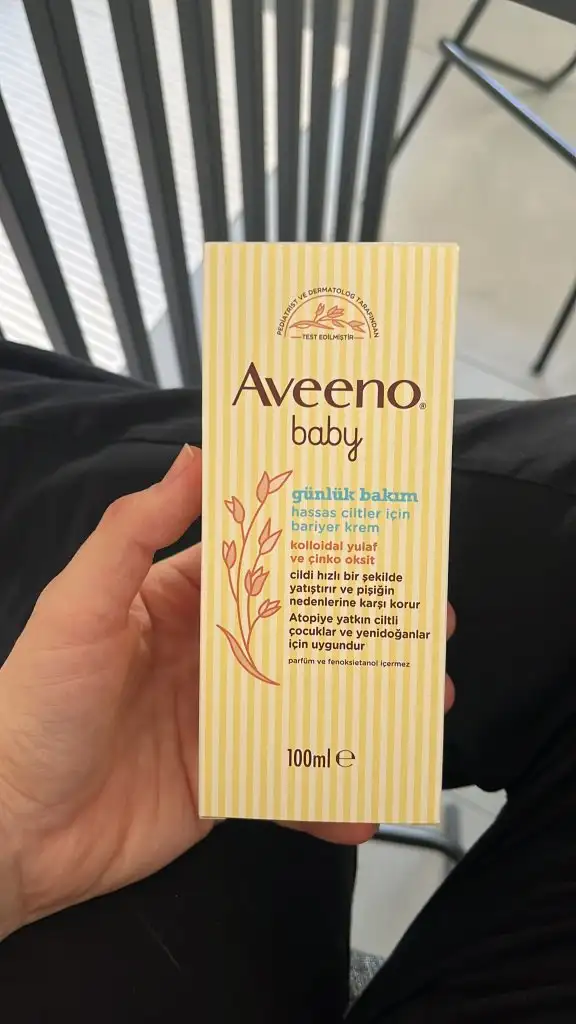 PEDİATRİST VE DERMATOLOG TARAFINDAN
TEST EDİLMİŞTİR
Aveeno®
baby
günlük bakım
hassas ciltler için
bariyer krem
kolloidal yulaf
ve çinko oksit
cildi hızlı bir şekilde
yatıştırır ve pişiğin
nedenlerine karşı korur
Atopiye yatkın ciltli
çocuklar ve yenidoğanlar
için uygundur
parfüm ve fenoksietanol içermez
100ml ℮